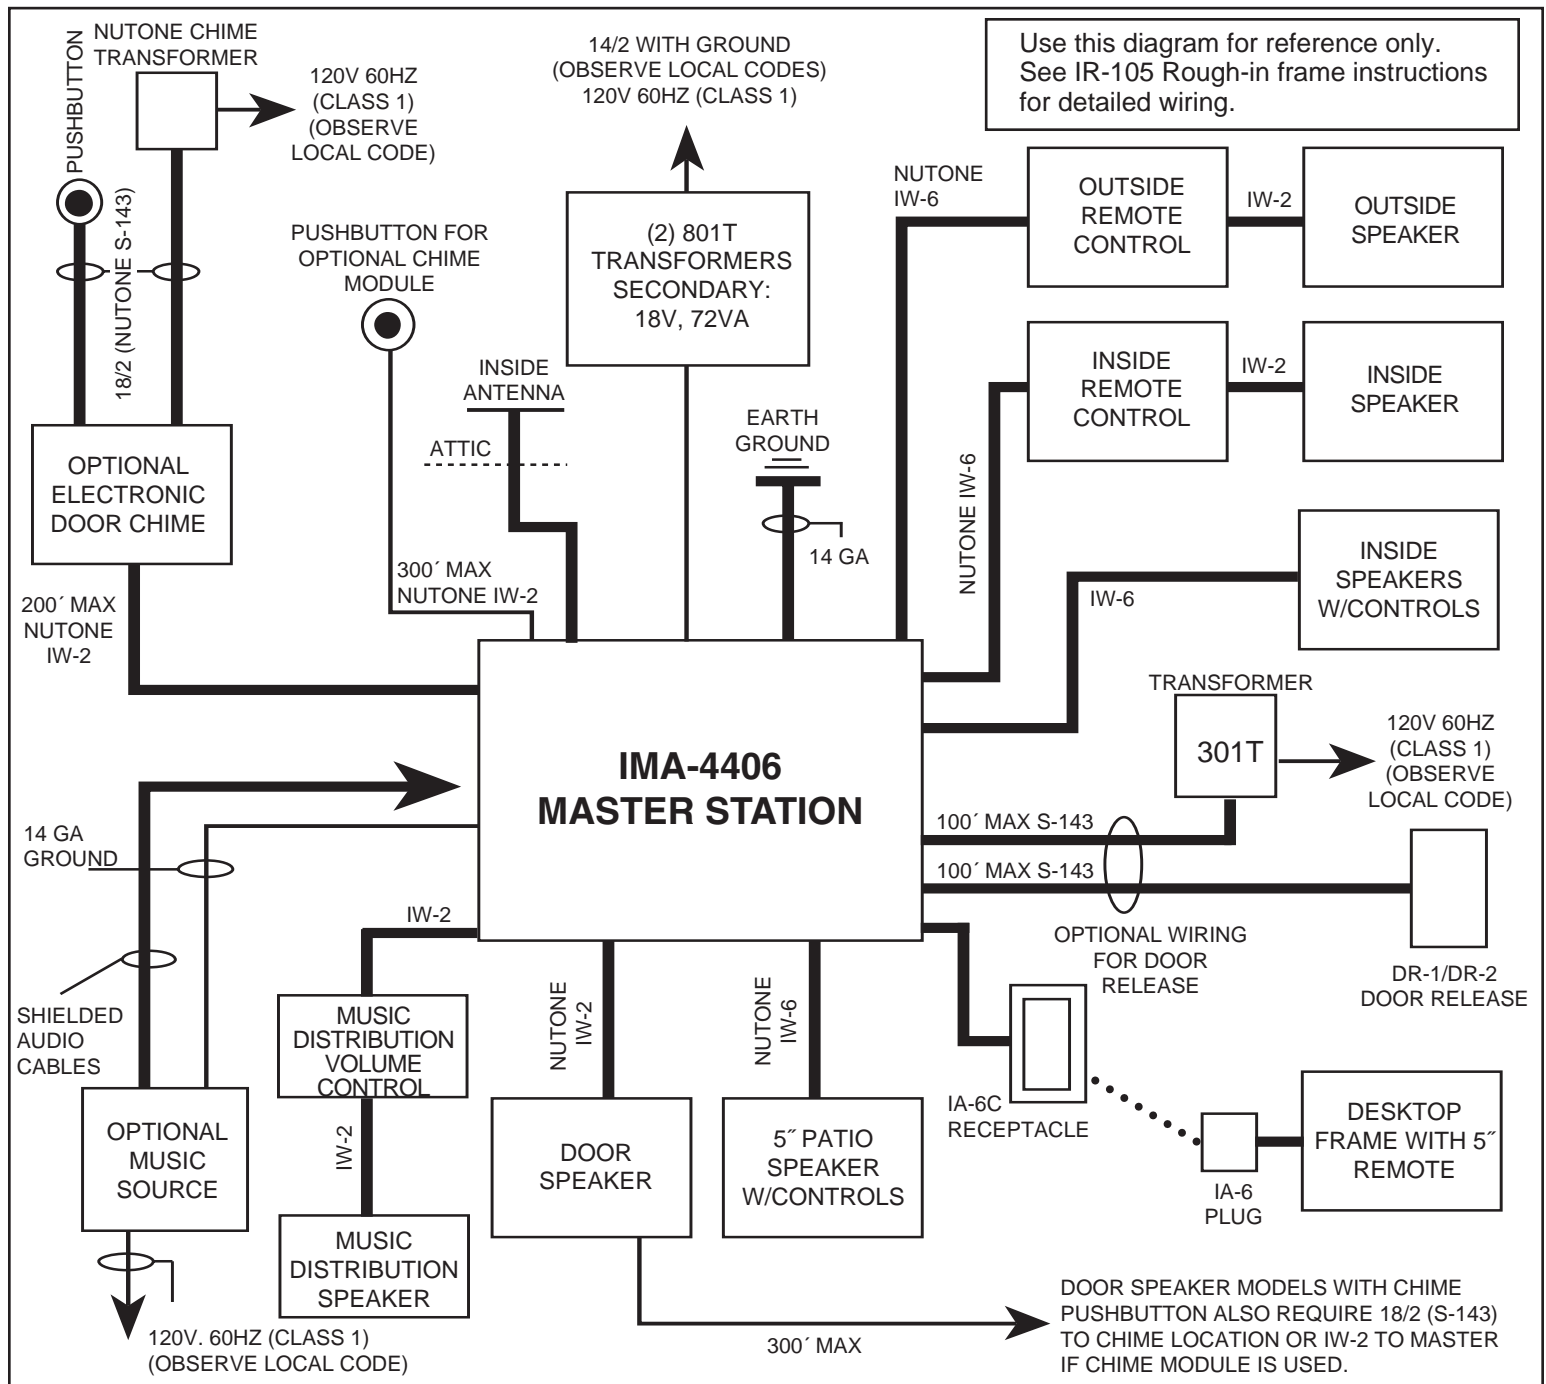 NUTONE CHIME
TRANSFORMER
PUSHBUTTON
120V 60HZ
(CLASS 1)
(OBSERVE
LOCAL CODE)
18/2 (NUTONE S-143)
14/2 WITH GROUND
(OBSERVE LOCAL CODES)
120V 60HZ (CLASS 1)
Use this diagram for reference only.
See IR-105 Rough-in frame instructions
for detailed wiring.
PUSHBUTTON FOR
OPTIONAL CHIME
MODULE
(2) 801T
TRANSFORMERS
SECONDARY:
18V, 72VA
NUTONE
IW-6
OUTSIDE
REMOTE
CONTROL
IW-2
OUTSIDE
SPEAKER
INSIDE
ANTENNA
ATTIC
EARTH
GROUND
14 GA
NUTONE IW-6
INSIDE
REMOTE
CONTROL
IW-2
INSIDE
SPEAKER
OPTIONAL
ELECTRONIC
DOOR CHIME
300´ MAX
NUTONE IW-2
200´ MAX
NUTONE
IW-2
IW-6
INSIDE
SPEAKERS
W/CONTROLS
IMA-4406
MASTER STATION
TRANSFORMER
301T
120V 60HZ
(CLASS 1)
(OBSERVE
LOCAL CODE)
100´ MAX S-143
100´ MAX S-143
OPTIONAL WIRING
FOR DOOR
RELEASE
DR-1/DR-2
DOOR RELEASE
14 GA
GROUND
SHIELDED
AUDIO
CABLES
IW-2
MUSIC
DISTRIBUTION
VOLUME
CONTROL
IW-2
MUSIC
DISTRIBUTION
SPEAKER
OPTIONAL
MUSIC
SOURCE
120V. 60HZ (CLASS 1)
(OBSERVE LOCAL CODE)
NUTONE
IW-2
DOOR
SPEAKER
NUTONE
IW-6
5˝ PATIO
SPEAKER
W/CONTROLS
IA-6C
RECEPTACLE
IA-6
PLUG
DESKTOP
FRAME WITH 5˝
REMOTE
300´ MAX
DOOR SPEAKER MODELS WITH CHIME
PUSHBUTTON ALSO REQUIRE 18/2 (S-143)
TO CHIME LOCATION OR IW-2 TO MASTER
IF CHIME MODULE IS USED.